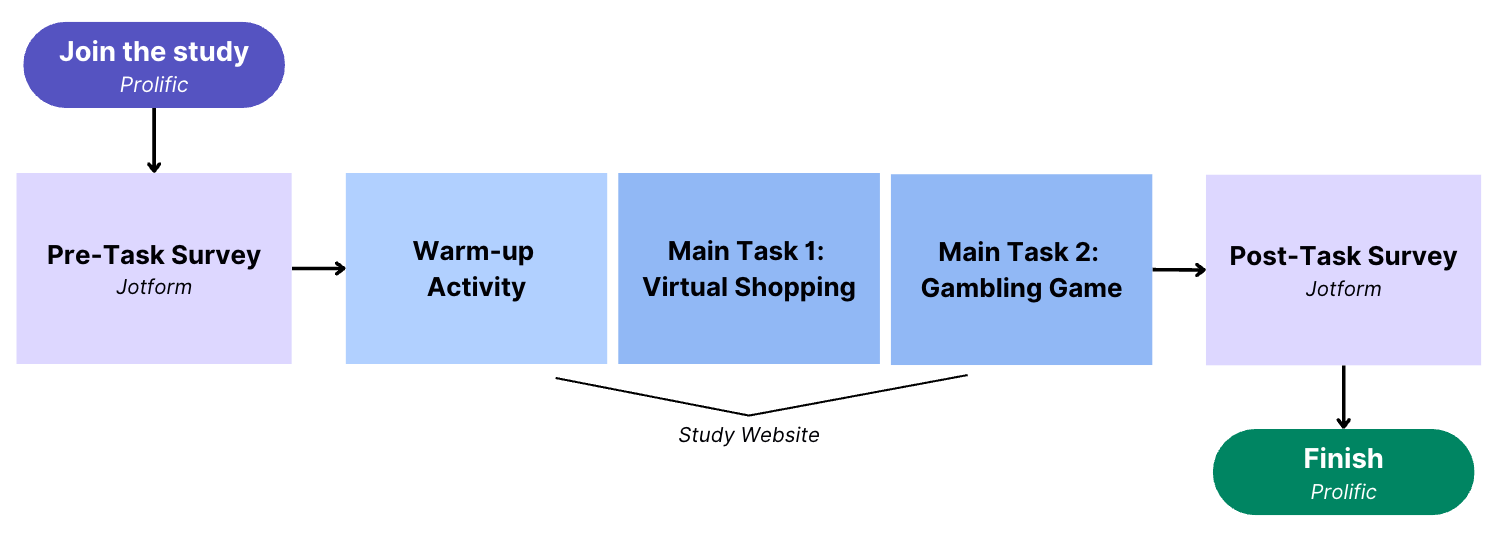 Join the study
Prolific
Pre-Task Survey
Jotform
Warm-up
Activity
Main Task 1:
Virtual Shopping
Main Task 2:
Gambling Game
Post-Task Survey
Jotform
Study Website
Finish
Prolific